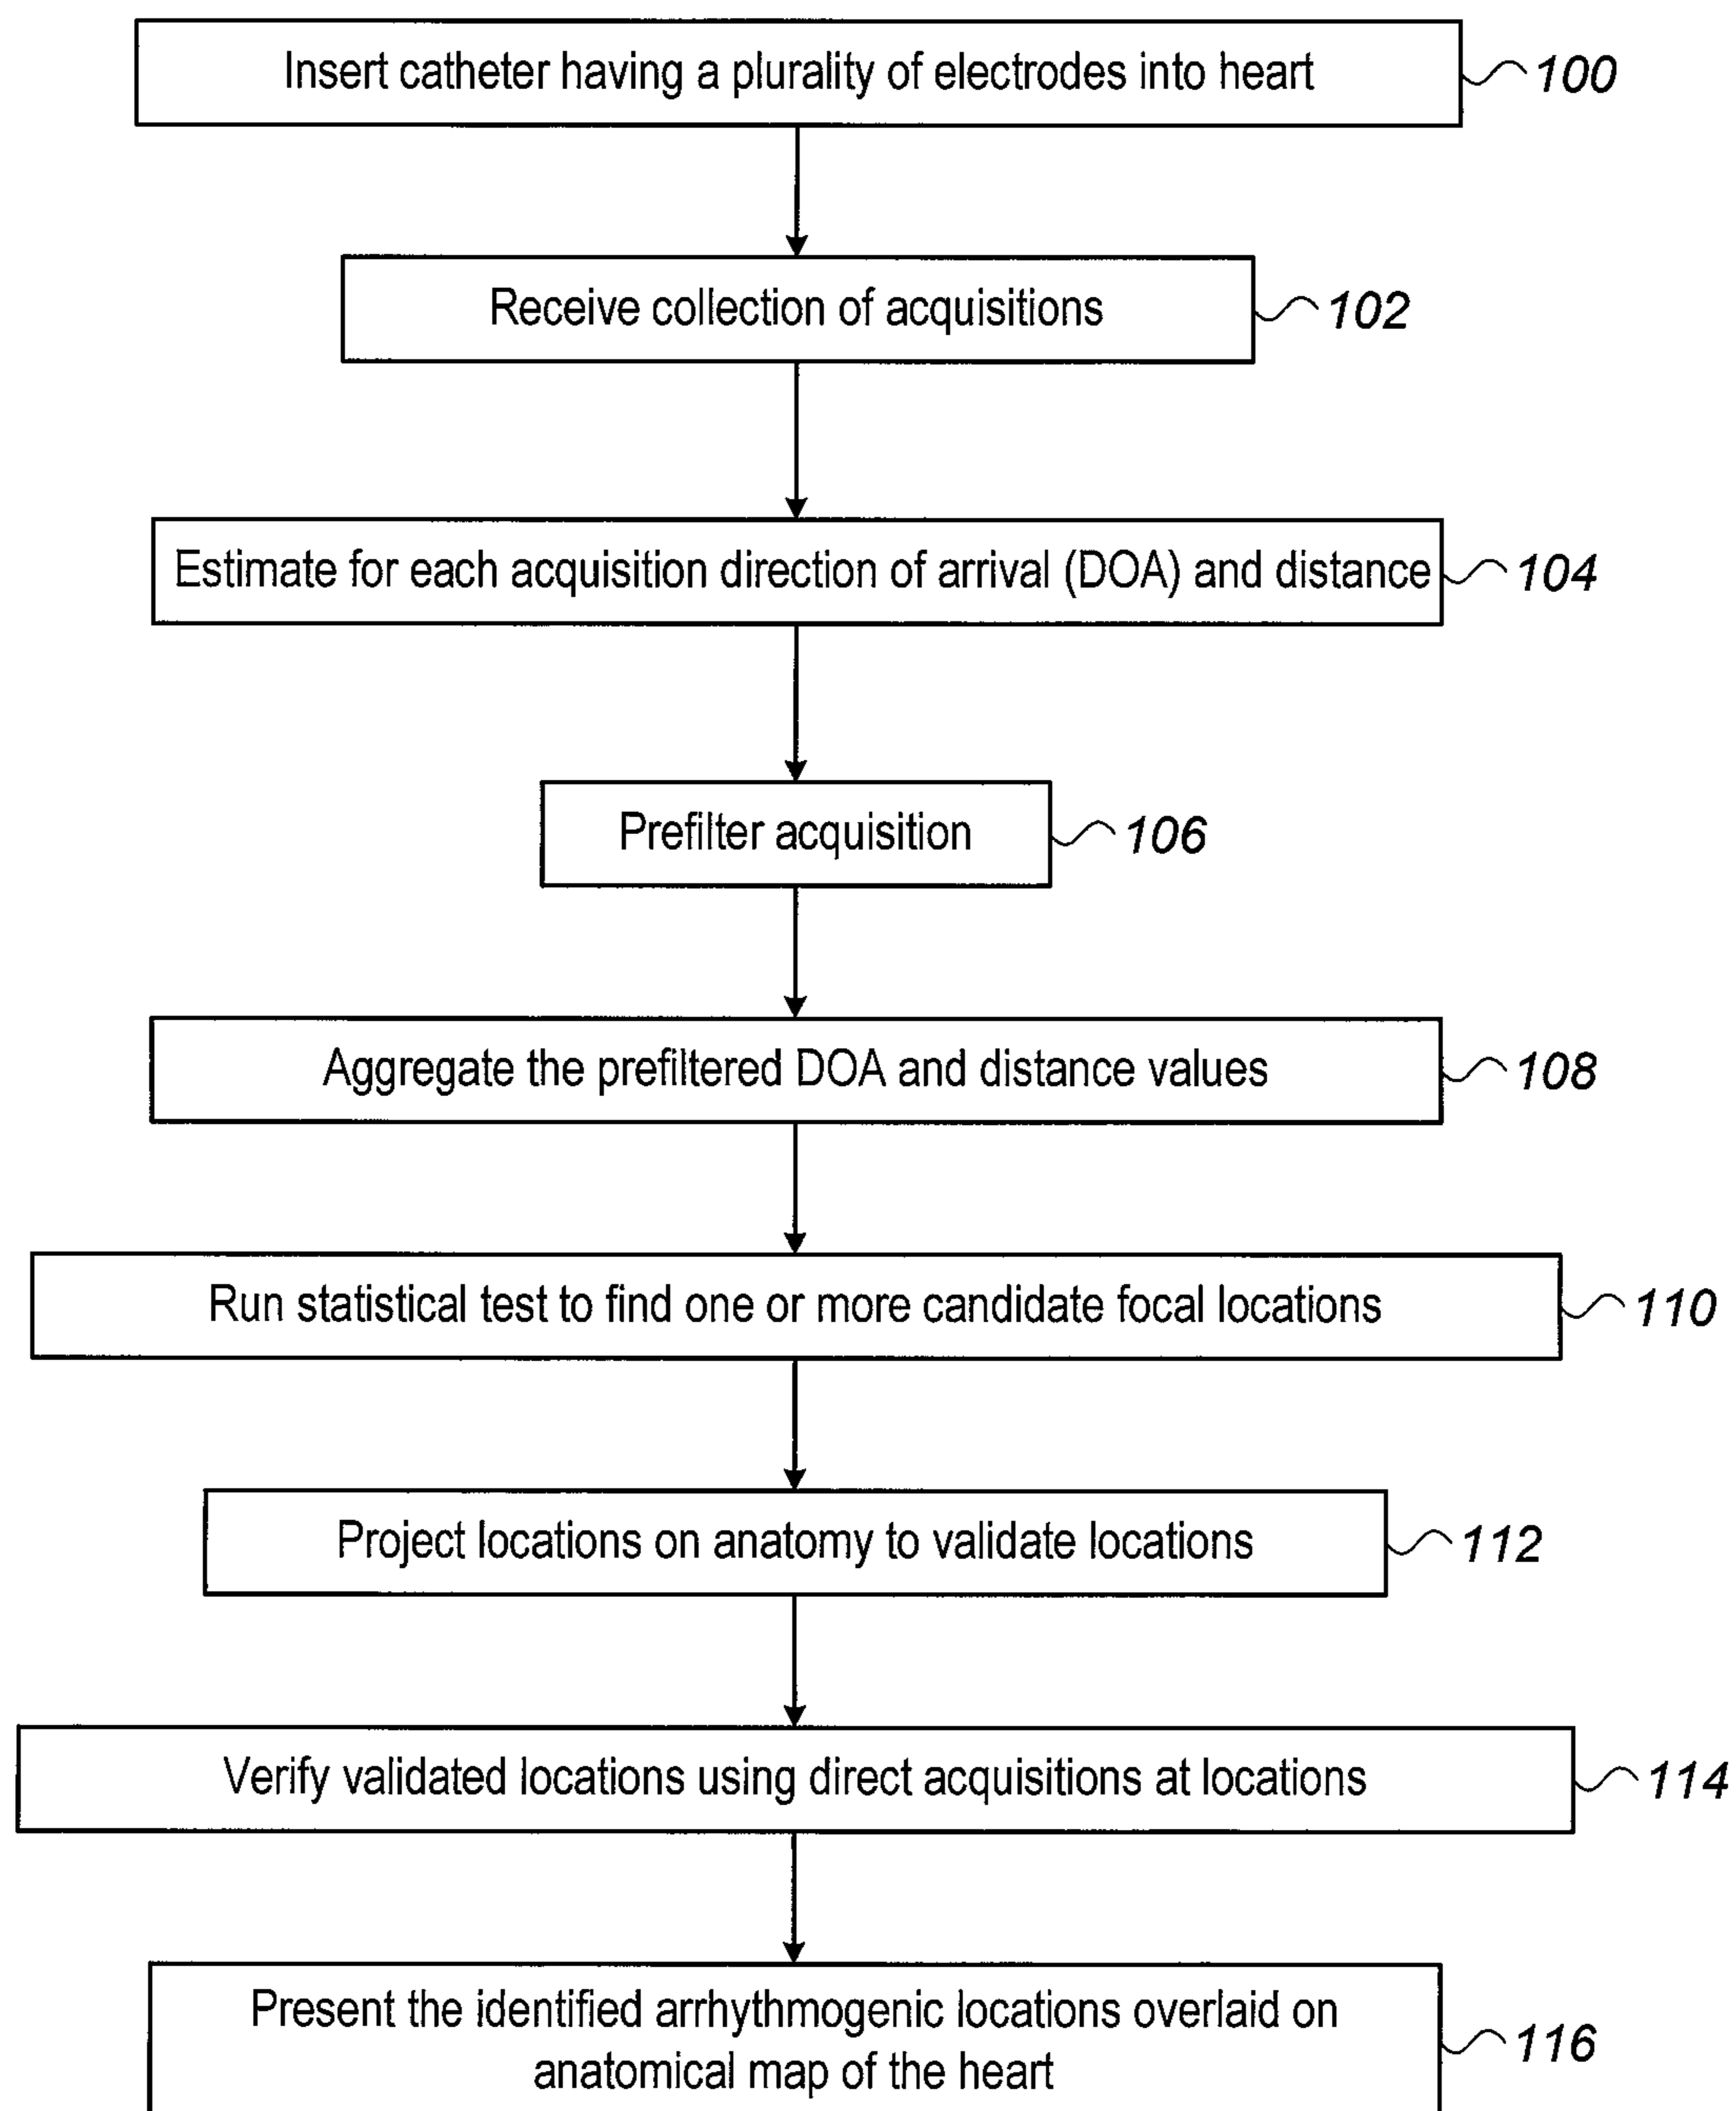 Insert catheter having a plurality of electrodes into heart
100
Receive collection of acquisitions
102
Estimate for each acquisition direction of arrival (DOA) and distance
104
Prefilter acquisition
106
Aggregate the prefiltered DOA and distance values
108
Run statistical test to find one or more candidate focal locations
110
Project locations on anatomy to validate locations
112
Verify validated locations using direct acquisitions at locations
114
Present the identified arrhythmogenic locations overlaid on
anatomical map of the heart
116